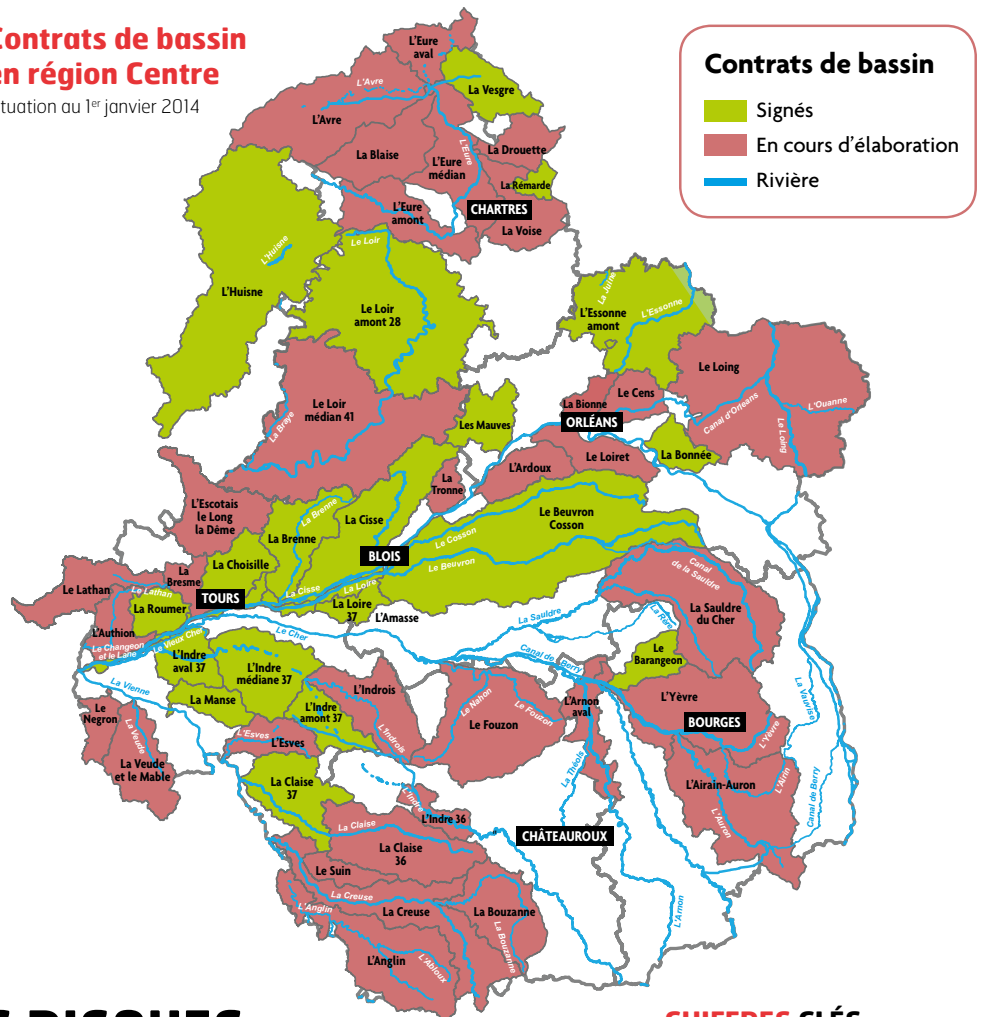 Contrats de bassin
en région Centre
ituation au 1er janvier 2014
Contrats de bassin
Signés
En cours d'élaboration
Rivière
L'Eure
aval
La Vesgre
L'Avre
L'Avre
La Blaise
L'Eure
médian
L'Eure
La Drouette
La Rémarde
CHARTRES
L'Eure
amont
La Voise
Le Loir
L'Huisne
L'Huisne
Le Loir
amont 28
La Juine
L'Essonne
amont
L'Essonne
Le Loing
Le Loir
médian 41
La Braye
Les Mauves
La Bionne
Le Cens
ORLÉANS
Canal d'Orleans
L'Ouanne
Le Loing
La Bonnée
Le Loiret
L'Ardoux
La
Tronne
L'Escotais
le Long
la Dême
La Brenne
La Brenne
La Cisse
Le Beuvron
Cosson
Le Cosson
BLOIS
Le Beuvron
La Choisille
La
Bresme
Le Lathan
Le Lathan
TOURS
La Cisse
La Loire
La Loire
37
L'Amasse
La Roumer
L'Authion
Le Changeon
et le Lane
Le Vieux Cher
Le Cher
La Sauldre
Canal
de la Sauldre
La Sauldre
du Cher
La Rère
Le
Barangeon
Canal de Berry
L'Indre
aval 37
L'Indre
médiane 37
La Vienne
La Manse
L'Indre
amont 37
L'Indrois
L'Indrois
Le Nahon
Le Fouzon
Le Fouzon
L'Arnon
aval
L'Yèvre
BOURGES
L'Yèvre
La Vauvise
Le
Negron
La Veude
La Veude
et le Mable
L'Esves
L'Esves
La Théols
L'Airain-Auron
L'Airin
L'Auron
Canal de Berry
La Claise
37
L'Indre
L'Indre 36
CHÂTEAUROUX
La Claise
La Claise
36
Le Suin
La Creuse
La Creuse
L'Anglin
La Bouzanne
La Bouzanne
L'Arnon
L'Anglin
L'Abloux
S RISQUES
CHIFFRES CLÉS